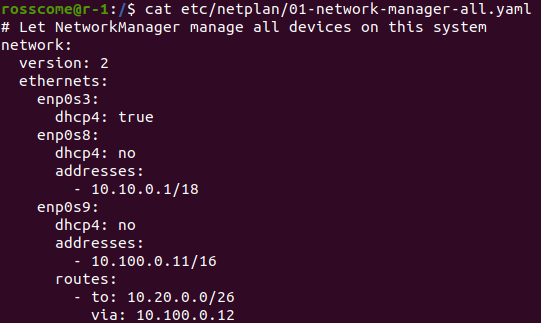 rosscome@r-1:/$ cat etc/netplan/01-network-manager-all.yaml
# Let NetworkManager manage all devices on this system
network:
  version: 2
  ethernets:
    enp0s3:
      dhcp4: true
    enp0s8:
      dhcp4: no
      addresses:
        - 10.10.0.1/18
    enp0s9:
      dhcp4: no
      addresses:
        - 10.100.0.11/16
      routes:
        - to: 10.20.0.0/26
          via: 10.100.0.12